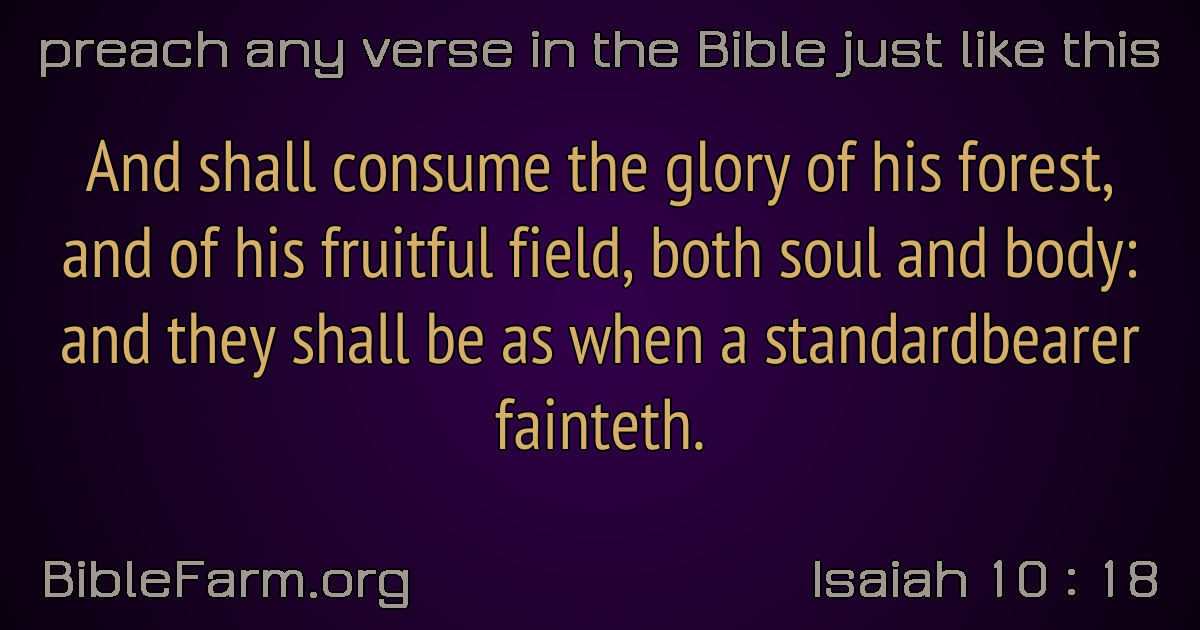 preach any verse in the Bible just like this
And shall consume the glory of his forest,
and of his fruitful field, both soul and body:
and they shall be as when a standardbearer
fainteth.
BibleFarm.org
Isaiah 10 : 18